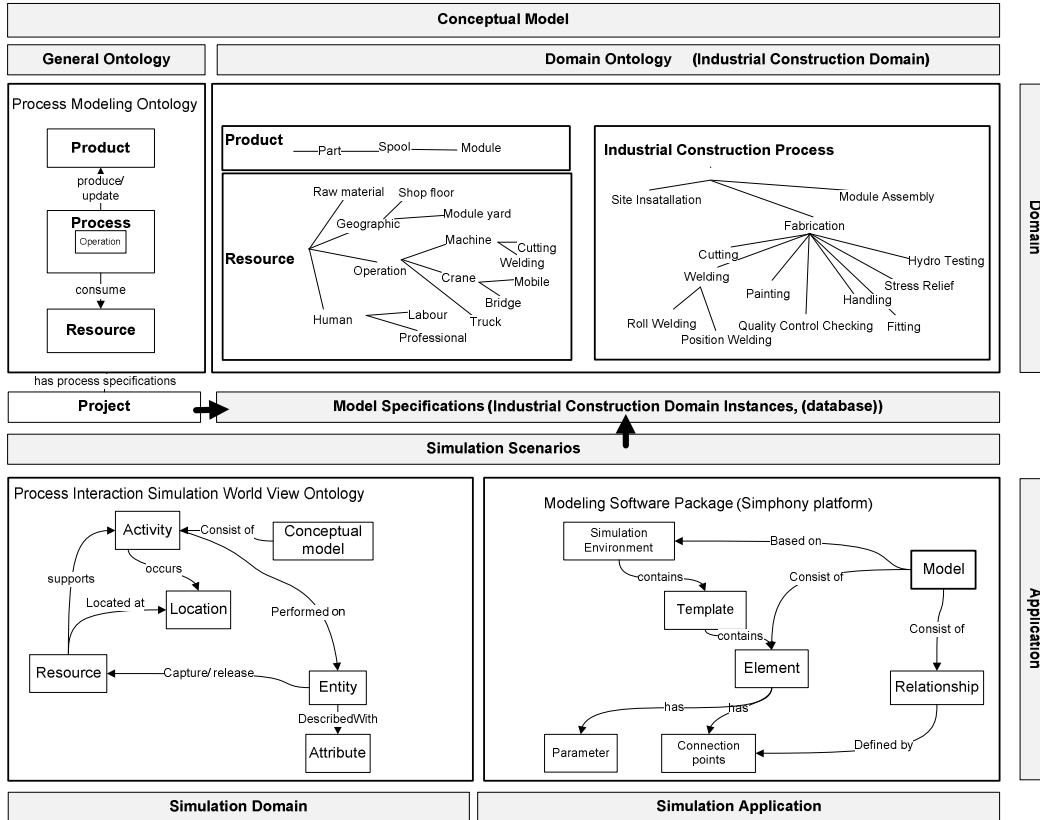 Conceptual Model
General Ontology
Domain Ontology (Industrial Construction Domain)
Process Modeling Ontology
Product
produce/
update
Process
Operation
consume
Resource
has process specifications
Product
Part
Spool
Module
Resource
Raw material
Shop floor
Geographic
Module yard
Machine
Cutting
Welding
Operation
Crane
Mobile
Bridge
Truck
Human
Labour
Professional
Industrial Construction Process
Site Insatallation
Module Assembly
Fabrication
Cutting
Hydro Testing
Welding
Stress Relief
Painting
Handling
Roll Welding
Quality Control Checking
Fitting
Position Welding
Domain
Project
Model Specifications (Industrial Construction Domain Instances, (database))
Simulation Scenarios
Process Interaction Simulation World View Ontology
Activity
Consist of
Conceptual
model
occurs
supports
Located at
Location
Performed on
Resource
Capture/ release
Entity
DescribedWith
Attribute
Modeling Software Package (Simphony platform)
Simulation
Environment
Based on
Model
contains
Consist of
Template
contains
Consist of
Element
Relationship
has
has
Parameter
Connection
points
Defined by
Application
Simulation Domain
Simulation Application